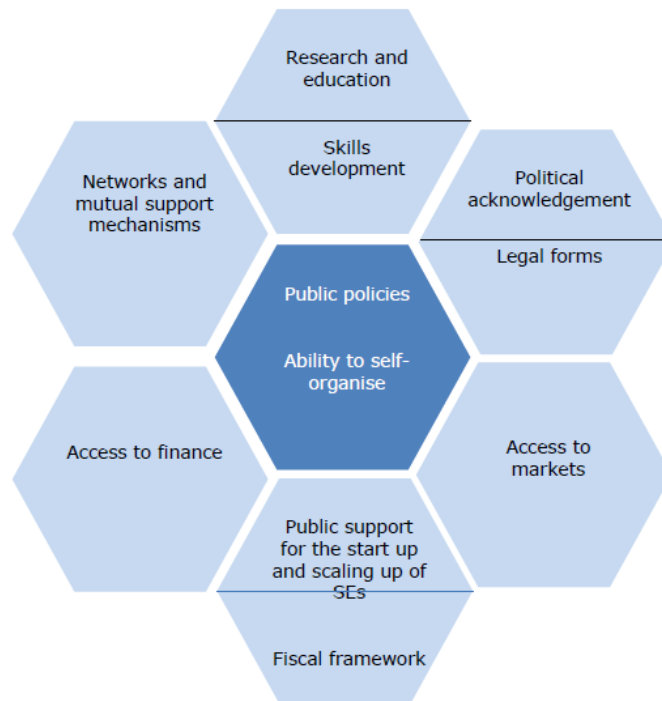 Research and
education
Skills
development
Networks and
mutual support
mechanisms
Political
acknowledgement
Legal forms
Public policies
Ability to self-
organise
Access to finance
Access to
markets
Public support
for the start up
and scaling up of
SEs
Fiscal framework